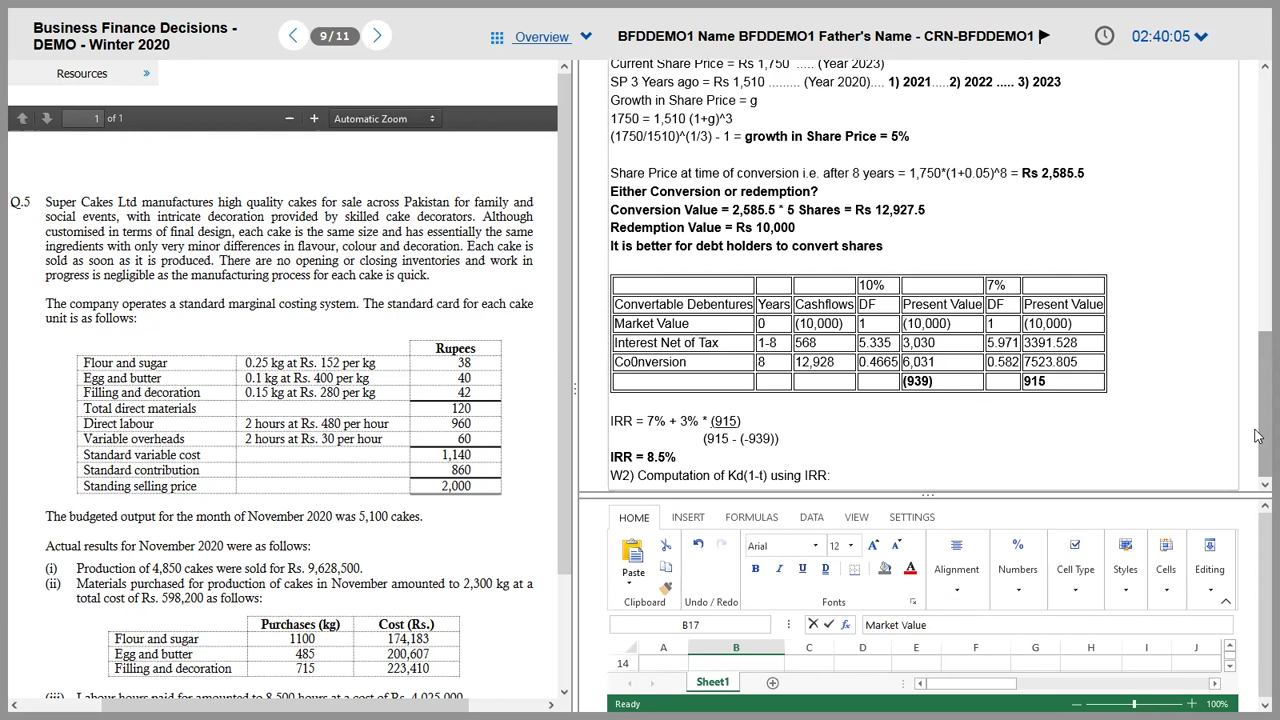 Business Finance Decisions -
DEMO - Winter 2020
9/11
Overview
BFDDEMO1 Name BFDDEMO1 Father's Name - CRN-BFDDEMO1
02:40:05
Resources »
1 of 1
Automatic Zoom
Q.5 Super Cakes Ltd manufactures high quality cakes for sale across Pakistan for family and
social events, with intricate decoration provided by skilled cake decorators. Although
customised in terms of final design, each cake is the same size and has essentially the same
ingredients with only very minor differences in flavour, colour and decoration. Each cake is
sold as soon as it is produced. There are no opening or closing inventories and work in
progress is negligible as the manufacturing process for each cake is quick.
The company operates a standard marginal costing system. The standard card for each cake
unit is as follows:
Rupees
Flour and sugar 0.25 kg at Rs. 152 per kg 38
Egg and butter 0.1 kg at Rs. 400 per kg 40
Filling and decoration 0.15 kg at Rs. 280 per kg 42
Total direct materials 120
Direct labour 2 hours at Rs. 480 per hour 960
Variable overheads 2 hours at Rs. 30 per hour 60
Standard variable cost 1,140
Standard contribution 860
Standing selling price 2,000
The budgeted output for the month of November 2020 was 5,100 cakes.
Actual results for November 2020 were as follows:
(i) Production of 4,850 cakes were sold for Rs. 9,628,500.
(ii) Materials purchased for production of cakes in November amounted to 2,300 kg at a
total cost of Rs. 598,200 as follows:
Purchases (kg) Cost (Rs.)
Flour and sugar 1100 174,183
Egg and butter 485 200,607
Filling and decoration 715 223,410
(iii) Labour hours paid for amounted to 8,500 hours at a cost of Rs. 4,025,000
Current Share Price = Rs 1,750 ..... (Year 2023)
SP 3 Years ago = Rs 1,510 ......... (Year 2020).... 1) 2021.....2) 2022 ..... 3) 2023
Growth in Share Price = g
1750 = 1,510 (1+g)^3
(1750/1510)^(1/3) - 1 = growth in Share Price = 5%
Share Price at time of conversion i.e. after 8 years = 1,750*(1+0.05)^8 = Rs 2,585.5
Either Conversion or redemption?
Conversion Value = 2,585.5 * 5 Shares = Rs 12,927.5
Redemption Value = Rs 10,000
It is better for debt holders to convert shares
10% 7%
Convertable Debentures Years Cashflows DF Present Value DF Present Value
Market Value 0 (10,000) 1 (10,000) 1 (10,000)
Interest Net of Tax 1-8 568 5.335 3,030 5.971 3391.528
Co0nversion 8 12,928 0.4665 6,031 0.582 7523.805
(939) 915
IRR = 7% + 3% * (915)
(915 - (-939))
IRR = 8.5%
W2) Computation of Kd(1-t) using IRR:
HOME INSERT FORMULAS DATA VIEW SETTINGS
Arial 12
Paste
B I U D A
Alignment Numbers Cell Type Styles Cells Editing
Clipboard Undo / Redo Fonts
B17 fx Market Value
A B C D E F G H I J
14
Sheet1
Ready 100%